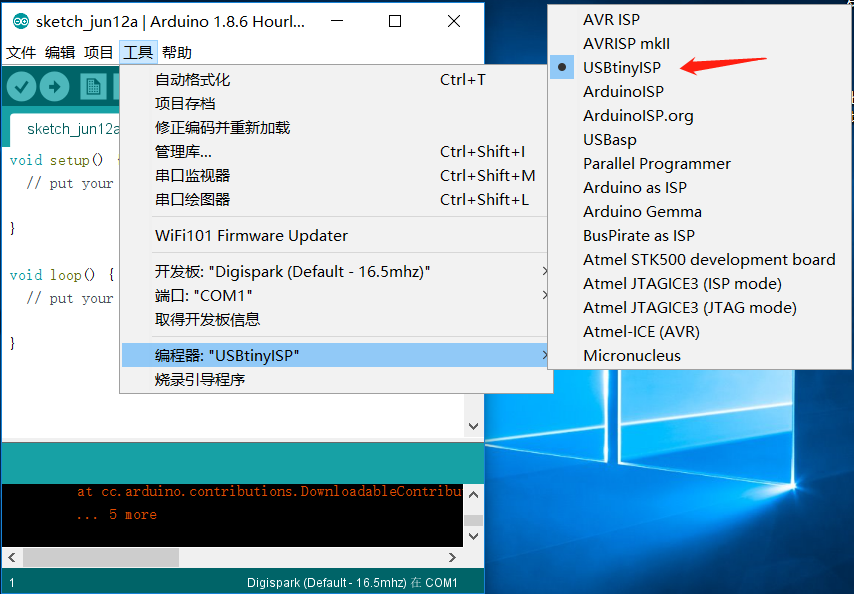 sketch_jun12a | Arduino 1.8.6 Hourl...
文件 编辑 项目 工具 帮助
sketch_jun12a
void setup() {
// put your
}
void loop() {
// put your
}
自动格式化 Ctrl+T
项目存档
修正编码并重新加载
管理库... Ctrl+Shift+I
串口监视器 Ctrl+Shift+M
串口绘图器 Ctrl+Shift+L
WiFi101 Firmware Updater
开发板: "Digispark (Default - 16.5mhz)"
端口: "COM1"
取得开发板信息
编程器: "USBtinyISP"
烧录引导程序
AVR ISP
AVRISP mkII
USBtinyISP
ArduinoISP
ArduinoISP.org
USBasp
Parallel Programmer
Arduino as ISP
Arduino Gemma
BusPirate as ISP
Atmel STK500 development board
Atmel JTAGICE3 (ISP mode)
Atmel JTAGICE3 (JTAG mode)
Atmel-ICE (AVR)
Micronucleus
at cc.arduino.contributions.DownloadableContribu
... 5 more
1 Digispark (Default - 16.5mhz) 在 COM1